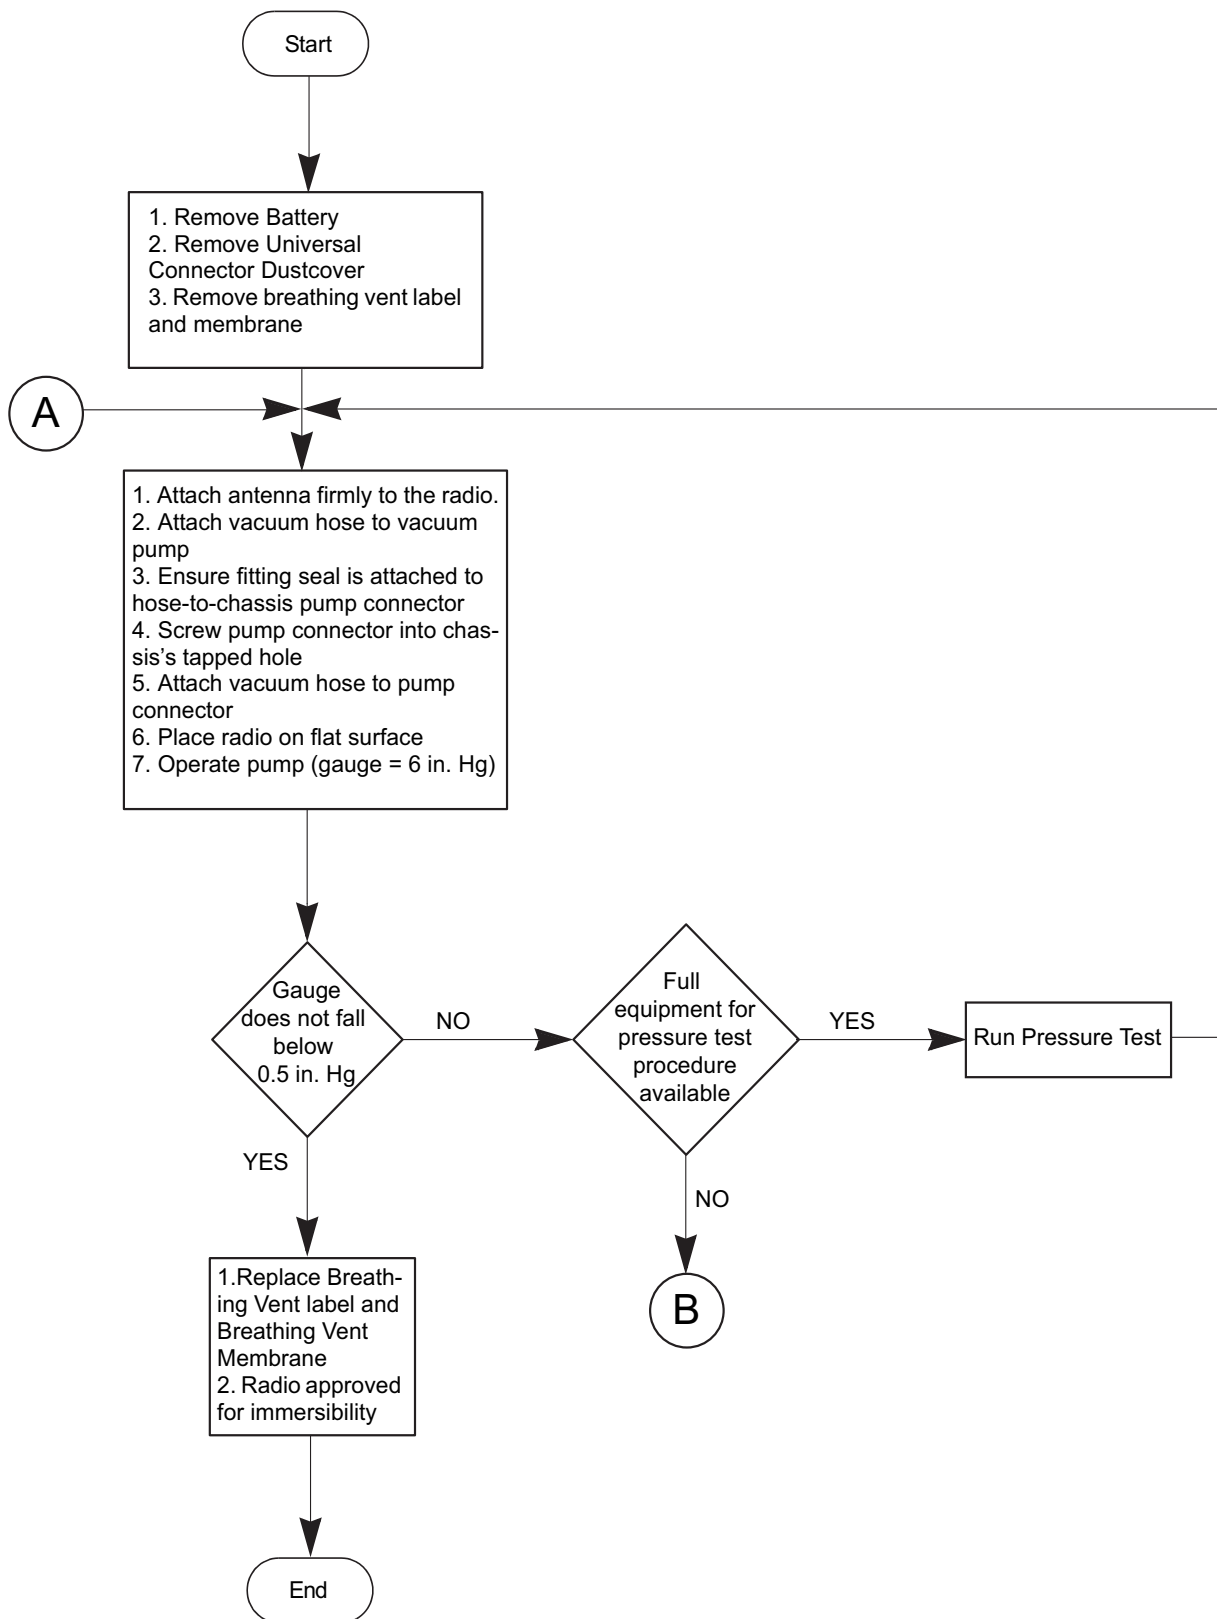 Start
1. Remove Battery
2. Remove Universal
Connector Dustcover
3. Remove breathing vent label
and membrane
A
1. Attach antenna firmly to the radio.
2. Attach vacuum hose to vacuum
pump
3. Ensure fitting seal is attached to
hose-to-chassis pump connector
4. Screw pump connector into chas-
sis’s tapped hole
5. Attach vacuum hose to pump
connector
6. Place radio on flat surface
7. Operate pump (gauge = 6 in. Hg)
Gauge
does not fall
below
0.5 in. Hg
NO
Full
equipment for
pressure test
procedure
available
YES
Run Pressure Test
YES
NO
1.Replace Breath-
ing Vent label and
Breathing Vent
Membrane
2. Radio approved
for immersibility
B
End